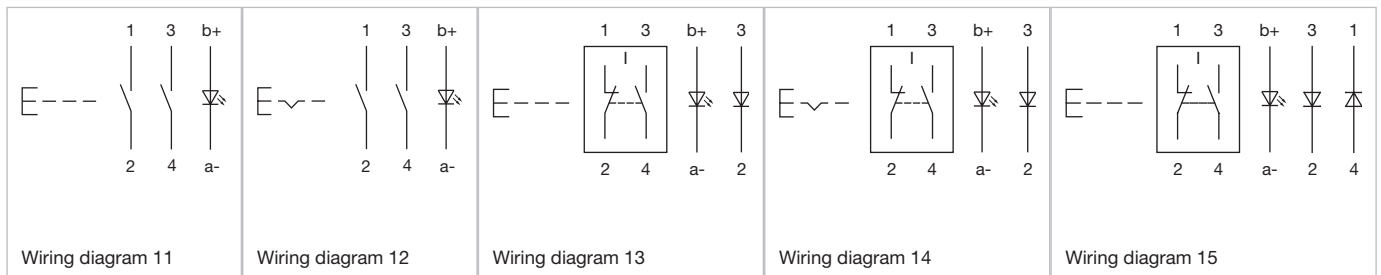 1 3 b+ 1 3 b+ 1 3 b+ 3 1 3 b+ 3 1 3 b+ 3 1
2 4 a- 2 4 a- 2 4 a- 2 2 4 a- 2 2 4 a- 2 4
Wiring diagram 11 Wiring diagram 12 Wiring diagram 13 Wiring diagram 14 Wiring diagram 15